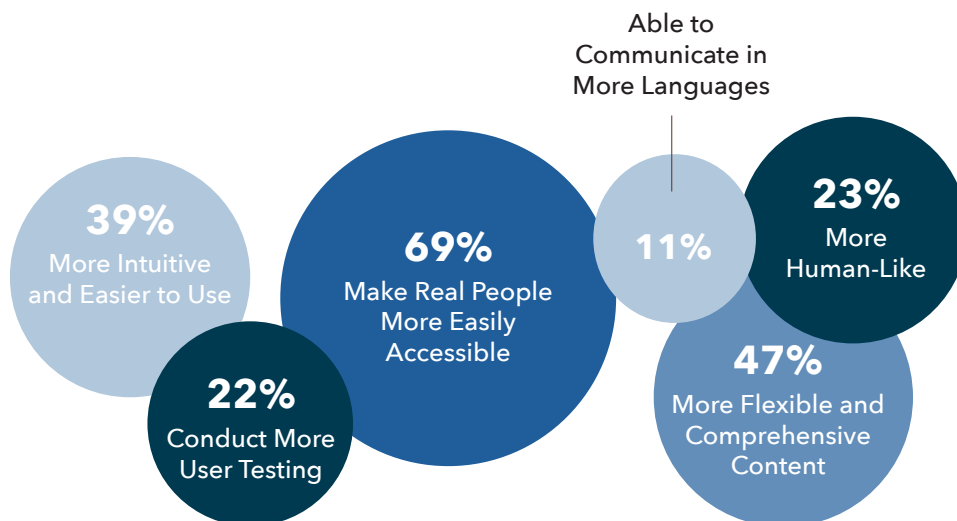 Able to
Communicate in
More Languages
39%
More Intuitive
and Easier to Use
69%
Make Real People
More Easily
Accessible
11%
23%
More
Human-Like
22%
Conduct More
User Testing
47%
More Flexible and
Comprehensive
Content